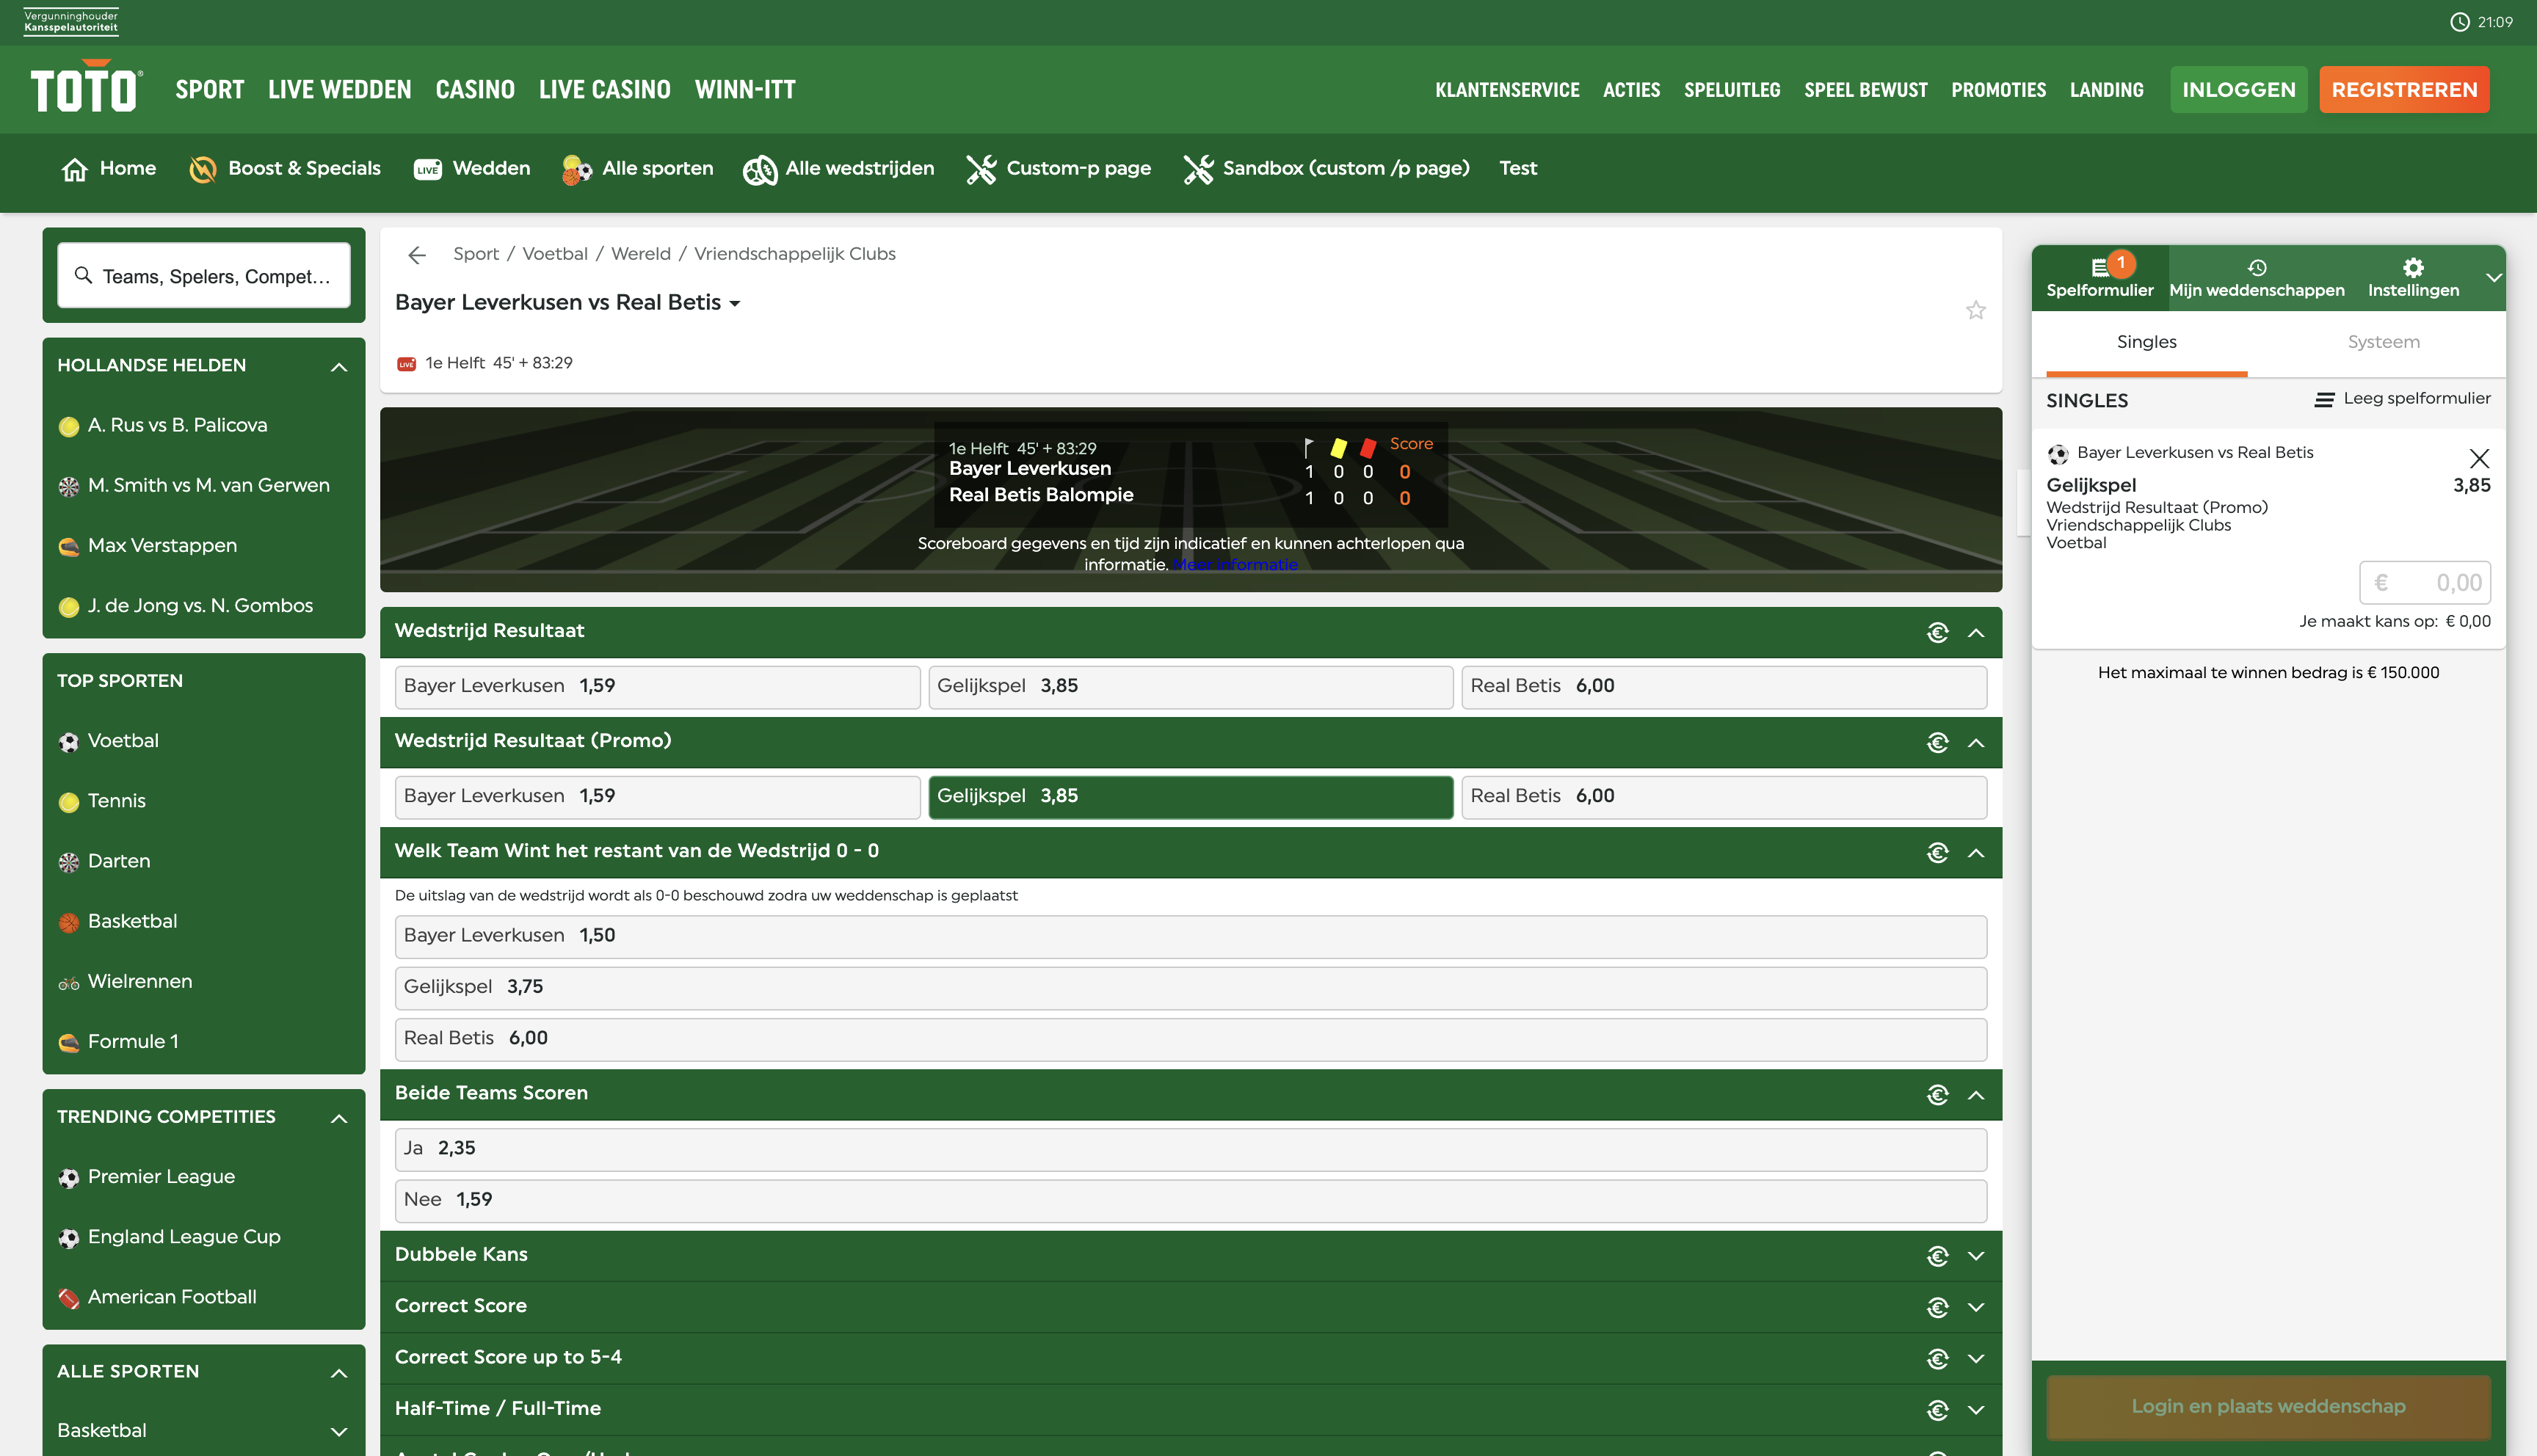 Vergunninghouder
Kansspelautoriteit
21:09
TOTO
SPORT LIVE WEDDEN CASINO LIVE CASINO WINN-ITT
KLANTENSERVICE ACTIES SPELUITLEG SPEEL BEWUST PROMOTIES LANDING INLOGGEN REGISTREREN
Home Boost & Specials LIVE Wedden Alle sporten Alle wedstrijden Custom-p page Sandbox (custom /p page) Test
Teams, Spelers, Compet...
HOLLANDSE HELDEN
A. Rus vs B. Palicova
M. Smith vs M. van Gerwen
Max Verstappen
J. de Jong vs. N. Gombos
TOP SPORTEN
Voetbal
Tennis
Darten
Basketbal
Wielrennen
Formule 1
TRENDING COMPETITIES
Premier League
England League Cup
American Football
ALLE SPORTEN
Basketbal
Sport / Voetbal / Wereld / Vriendschappelijk Clubs
Bayer Leverkusen vs Real Betis
LIVE 1e Helft 45' + 83:29
1e Helft 45' + 83:29 Score
Bayer Leverkusen 1 0 0 0
Real Betis Balompie 1 0 0 0
Scoreboard gegevens en tijd zijn indicatief en kunnen achterlopen qua
informatie. Meer informatie
Wedstrijd Resultaat
Bayer Leverkusen 1,59 Gelijkspel 3,85 Real Betis 6,00
Wedstrijd Resultaat (Promo)
Bayer Leverkusen 1,59 Gelijkspel 3,85 Real Betis 6,00
Welk Team Wint het restant van de Wedstrijd 0 - 0
De uitslag van de wedstrijd wordt als 0-0 beschouwd zodra uw weddenschap is geplaatst
Bayer Leverkusen 1,50
Gelijkspel 3,75
Real Betis 6,00
Beide Teams Scoren
Ja 2,35
Nee 1,59
Dubbele Kans
Correct Score
Correct Score up to 5-4
Half-Time / Full-Time
1
Spelformulier Mijn weddenschappen Instellingen
Singles Systeem
SINGLES Leeg spelformulier
Bayer Leverkusen vs Real Betis
Gelijkspel 3,85
Wedstrijd Resultaat (Promo)
Vriendschappelijk Clubs
Voetbal
€ 0,00
Je maakt kans op: € 0,00
Het maximaal te winnen bedrag is € 150.000
Login en plaats weddenschap